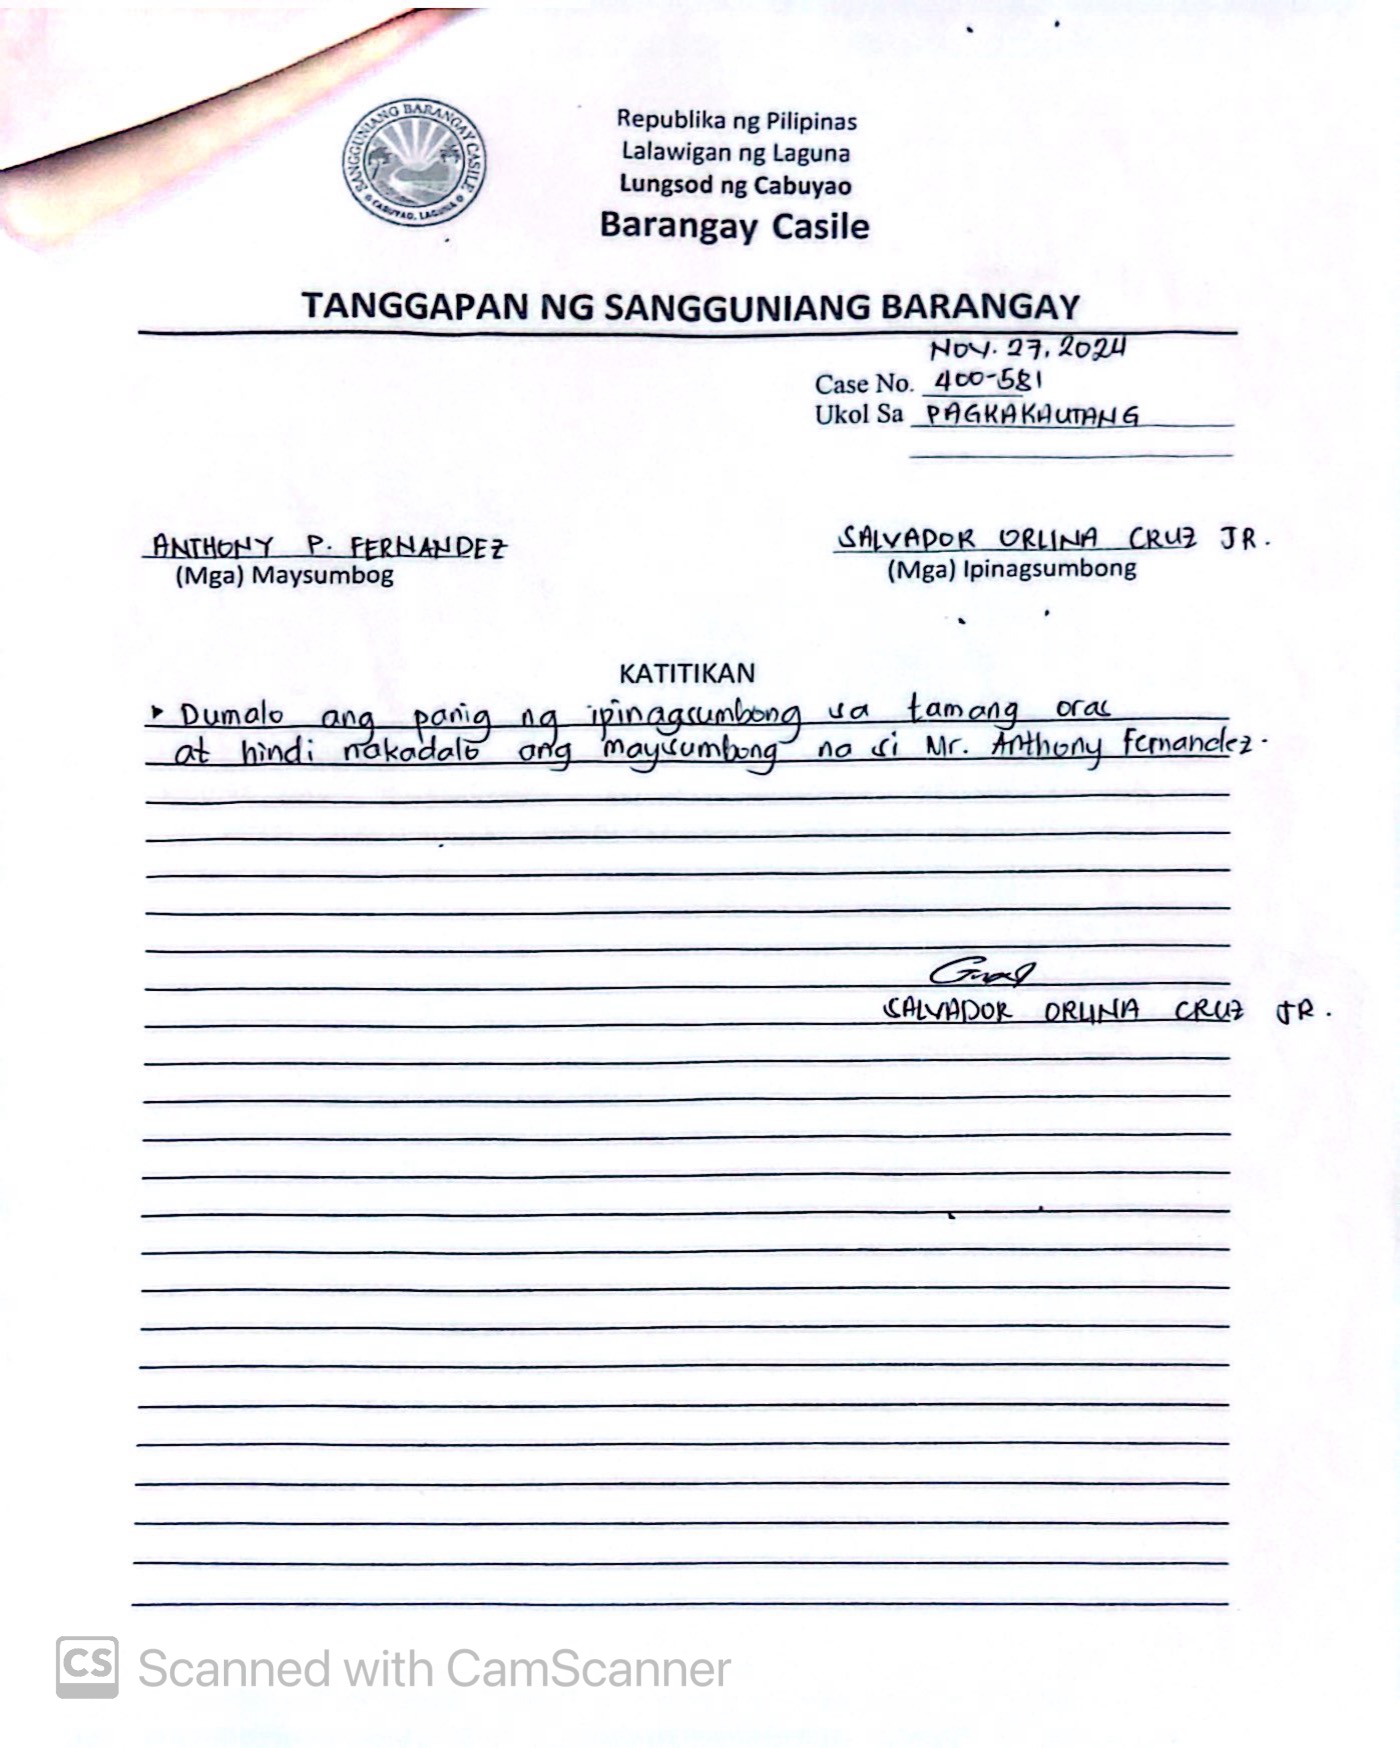 SANGGUNIANG BARANGAY CASILE
CABUYAO, LAGUNA
Republika ng Pilipinas
Lalawigan ng Laguna
Lungsod ng Cabuyao
Barangay Casile
TANGGAPAN NG SANGGUNIANG BARANGAY
NOV. 27, 2024
Case No. 400-581
Ukol Sa PAGKAKAUTANG
ANTHONY P. FERNANDEZ
(Mga) Maysumbog
SALVADOR ORLINA CRUZ JR.
(Mga) Ipinagsumbong
KATITIKAN
▸ Dumalo ang panig ng ipinagsumbong sa tamang oras
at hindi nakadalo ang maysumbong na si Mr. Anthony Fernandez.
SALVADOR ORLINA CRUZ JR.
CS Scanned with CamScanner